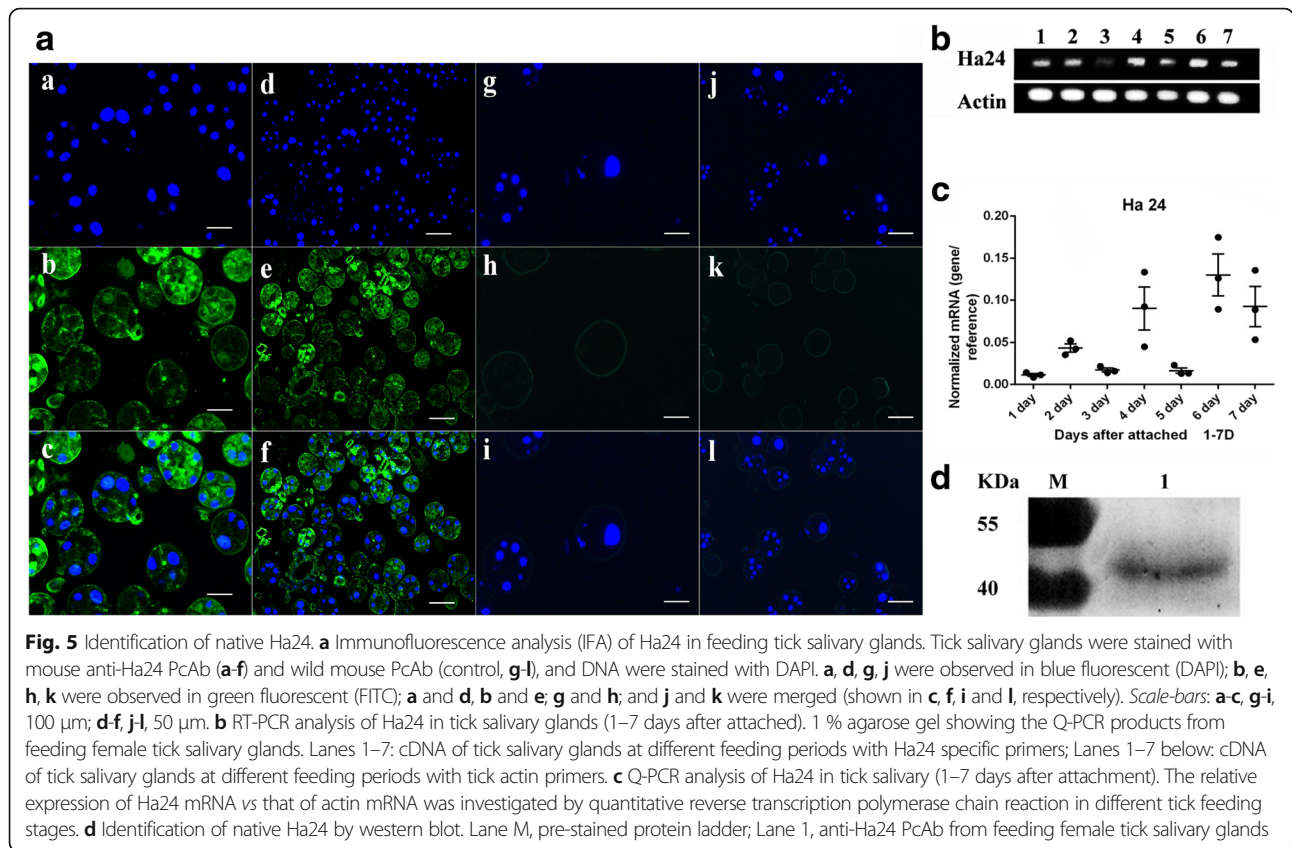 a
a
d
g
j
b
e
h
k
c
f
i
l
b
1 2 3 4 5 6 7
Ha24
Actin
c
Ha 24
Normalized mRNA (gene/
reference)
0.20
0.15
0.10
0.05
0.00
1 day
2 day
3 day
4 day
5 day
6 day
7 day
Days after attached 1-7D
d
KDa M 1
55
40
Fig. 5 Identification of native Ha24. a Immunofluorescence analysis (IFA) of Ha24 in feeding tick salivary glands. Tick salivary glands were stained with
mouse anti-Ha24 PcAb (a-f) and wild mouse PcAb (control, g-l), and DNA were stained with DAPI. a, d, g, j were observed in blue fluorescent (DAPI); b, e,
h, k were observed in green fluorescent (FITC); a and d, b and e; g and h; and j and k were merged (shown in c, f, i and l, respectively). Scale-bars: a-c, g-i,
100 μm; d-f, j-l, 50 μm. b RT-PCR analysis of Ha24 in tick salivary glands (1–7 days after attached). 1 % agarose gel showing the Q-PCR products from
feeding female tick salivary glands. Lanes 1–7: cDNA of tick salivary glands at different feeding periods with Ha24 specific primers; Lanes 1–7 below: cDNA
of tick salivary glands at different feeding periods with tick actin primers. c Q-PCR analysis of Ha24 in tick salivary (1–7 days after attachment). The relative
expression of Ha24 mRNA vs that of actin mRNA was investigated by quantitative reverse transcription polymerase chain reaction in different tick feeding
stages. d Identification of native Ha24 by western blot. Lane M, pre-stained protein ladder; Lane 1, anti-Ha24 PcAb from feeding female tick salivary glands